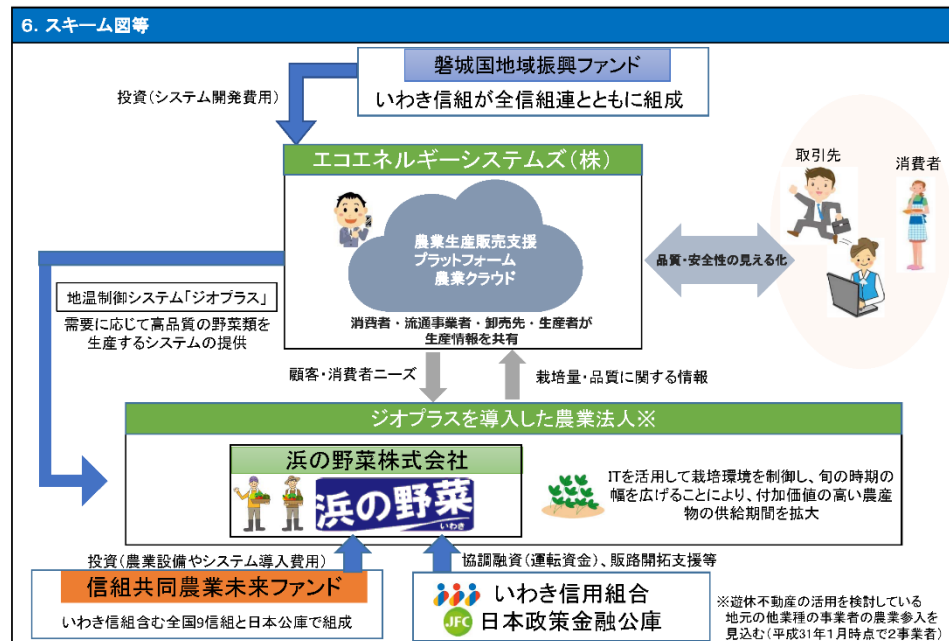 6. スキーム図等
磐城国地域振興ファンド
いわき信組が全信組連とともに組成
投資(システム開発費用)
エコエネルギーシステムズ(株)
農業生産販売支援
プラットフォーム
農業クラウド
消費者・流通事業者・卸売先・生産者が
生産情報を共有
品質・安全性の見える化
取引先
消費者
地温制御システム「ジオプラス」
需要に応じて高品質の野菜類を
生産するシステムの提供
顧客・消費者ニーズ
栽培量・品質に関する情報
ジオプラスを導入した農業法人※
浜の野菜株式会社
浜の野菜
いわき
ITを活用して栽培環境を制御し、旬の時期の
幅を広げることにより、付加価値の高い農産
物の供給期間を拡大
投資(農業設備やシステム導入費用)
協調融資(運転資金)、販路開拓支援等
信組共同農業未来ファンド
いわき信組含む全国9信組と日本公庫で組成
いわき信用組合
JFC
日本政策金融公庫
※遊休不動産の活用を検討している
地元の他業種の事業者の農業参入を
見込む(平成31年1月時点で2事業者)